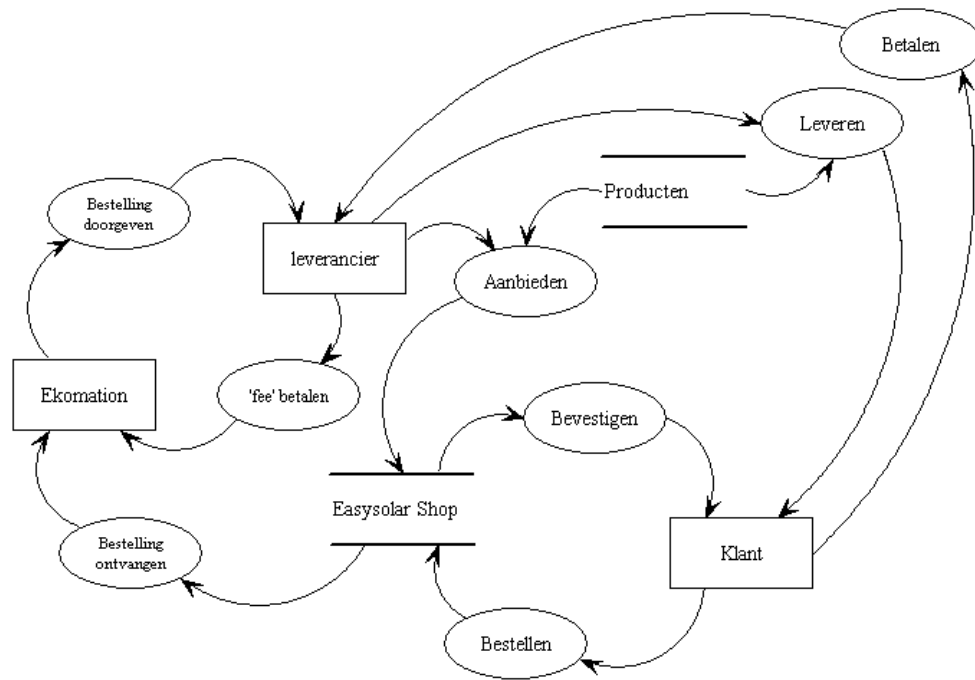 Betalen
Leveren
Producten
Bestelling
doorgeven
leverancier
Aanbieden
Ekomation
'fee' betalen
Bevestigen
Easysolar Shop
Bestelling
ontvangen
Klant
Bestellen